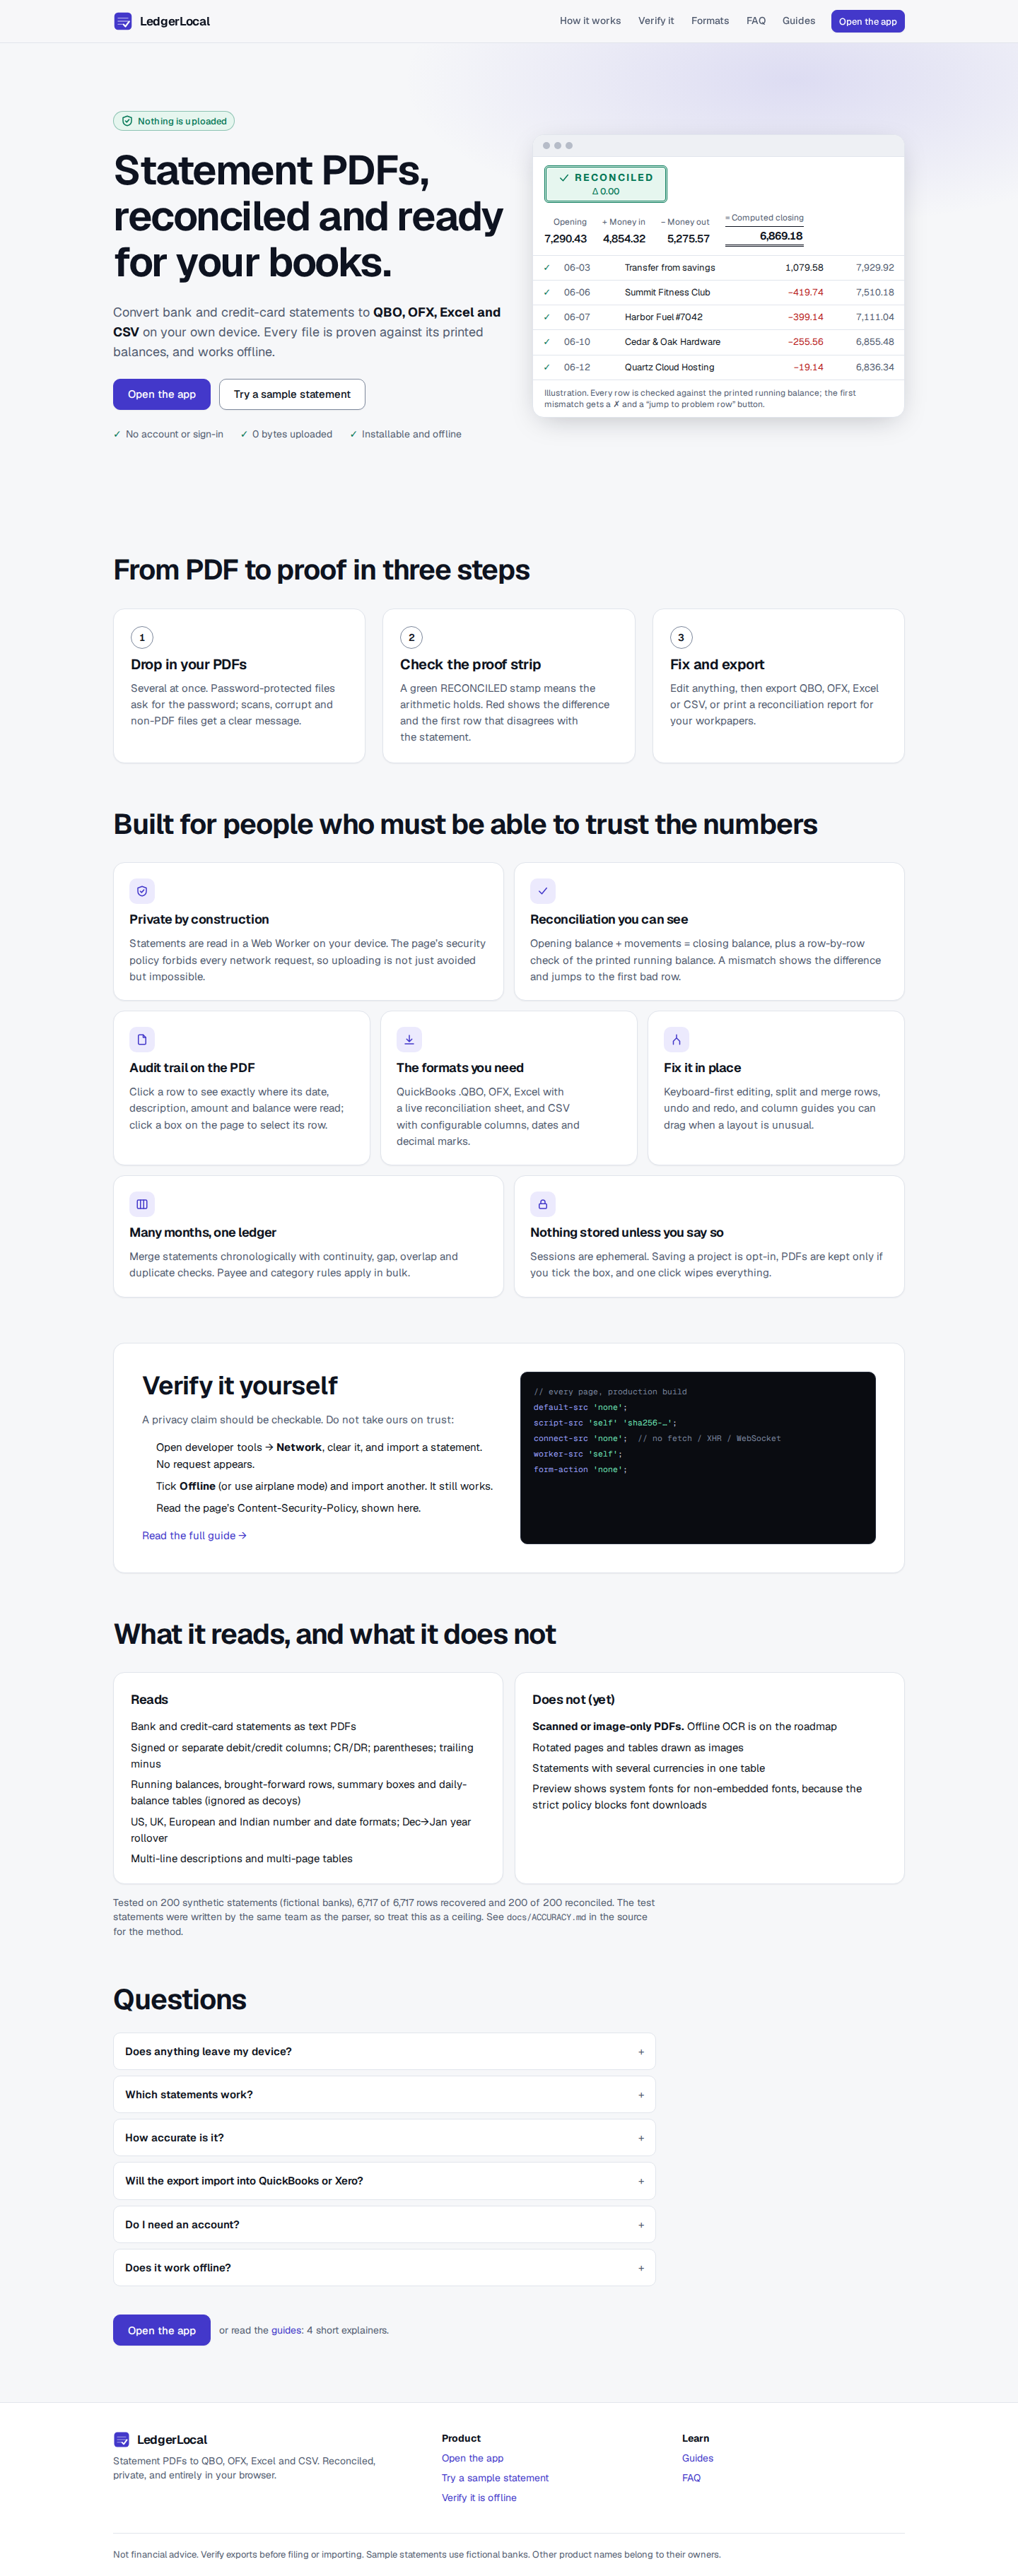 LedgerLocal
How it works
Verify it
Formats
FAQ
Guides
Open the app
Nothing is uploaded
Statement PDFs,
reconciled and ready
for your books.
Convert bank and credit-card statements to QBO, OFX, Excel and
CSV on your own device. Every file is proven against its printed
balances, and works offline.
Open the app
Try a sample statement
✓ No account or sign-in
✓ 0 bytes uploaded
✓ Installable and offline
✓ RECONCILED
Δ 0.00
Opening
7,290.43
+ Money in
4,854.32
− Money out
5,275.57
= Computed closing
6,869.18
✓ 06-03 Transfer from savings 1,079.58 7,929.92
✓ 06-06 Summit Fitness Club −419.74 7,510.18
✓ 06-07 Harbor Fuel #7042 −399.14 7,111.04
✓ 06-10 Cedar & Oak Hardware −255.56 6,855.48
✓ 06-12 Quartz Cloud Hosting −19.14 6,836.34
Illustration. Every row is checked against the printed running balance; the first
mismatch gets a ✗ and a “jump to problem row” button.
From PDF to proof in three steps
1
Drop in your PDFs
Several at once. Password-protected files
ask for the password; scans, corrupt and
non-PDF files get a clear message.
2
Check the proof strip
A green RECONCILED stamp means the
arithmetic holds. Red shows the difference
and the first row that disagrees with
the statement.
3
Fix and export
Edit anything, then export QBO, OFX, Excel
or CSV, or print a reconciliation report for
your workpapers.
Built for people who must be able to trust the numbers
Private by construction
Statements are read in a Web Worker on your device. The page’s security
policy forbids every network request, so uploading is not just avoided
but impossible.
Reconciliation you can see
Opening balance + movements = closing balance, plus a row-by-row
check of the printed running balance. A mismatch shows the difference
and jumps to the first bad row.
Audit trail on the PDF
Click a row to see exactly where its date,
description, amount and balance were read;
click a box on the page to select its row.
The formats you need
QuickBooks .QBO, OFX, Excel with
a live reconciliation sheet, and CSV
with configurable columns, dates and
decimal marks.
Fix it in place
Keyboard-first editing, split and merge rows,
undo and redo, and column guides you can
drag when a layout is unusual.
Many months, one ledger
Merge statements chronologically with continuity, gap, overlap and
duplicate checks. Payee and category rules apply in bulk.
Nothing stored unless you say so
Sessions are ephemeral. Saving a project is opt-in, PDFs are kept only if
you tick the box, and one click wipes everything.
Verify it yourself
A privacy claim should be checkable. Do not take ours on trust:
Open developer tools → Network, clear it, and import a statement.
No request appears.
Tick Offline (or use airplane mode) and import another. It still works.
Read the page’s Content-Security-Policy, shown here.
Read the full guide →
// every page, production build
default-src 'none';
script-src 'self' 'sha256-…';
connect-src 'none'; // no fetch / XHR / WebSocket
worker-src 'self';
form-action 'none';
What it reads, and what it does not
Reads
Bank and credit-card statements as text PDFs
Signed or separate debit/credit columns; CR/DR; parentheses; trailing
minus
Running balances, brought-forward rows, summary boxes and daily-
balance tables (ignored as decoys)
US, UK, European and Indian number and date formats; Dec→Jan year
rollover
Multi-line descriptions and multi-page tables
Does not (yet)
Scanned or image-only PDFs. Offline OCR is on the roadmap
Rotated pages and tables drawn as images
Statements with several currencies in one table
Preview shows system fonts for non-embedded fonts, because the
strict policy blocks font downloads
Tested on 200 synthetic statements (fictional banks), 6,717 of 6,717 rows recovered and 200 of 200 reconciled. The test
statements were written by the same team as the parser, so treat this as a ceiling. See docs/ACCURACY.md in the source
for the method.
Questions
Does anything leave my device? +
Which statements work? +
How accurate is it? +
Will the export import into QuickBooks or Xero? +
Do I need an account? +
Does it work offline? +
Open the app
or read the guides: 4 short explainers.
LedgerLocal
Statement PDFs to QBO, OFX, Excel and CSV. Reconciled,
private, and entirely in your browser.
Product
Open the app
Try a sample statement
Verify it is offline
Learn
Guides
FAQ
Not financial advice. Verify exports before filing or importing. Sample statements use fictional banks. Other product names belong to their owners.